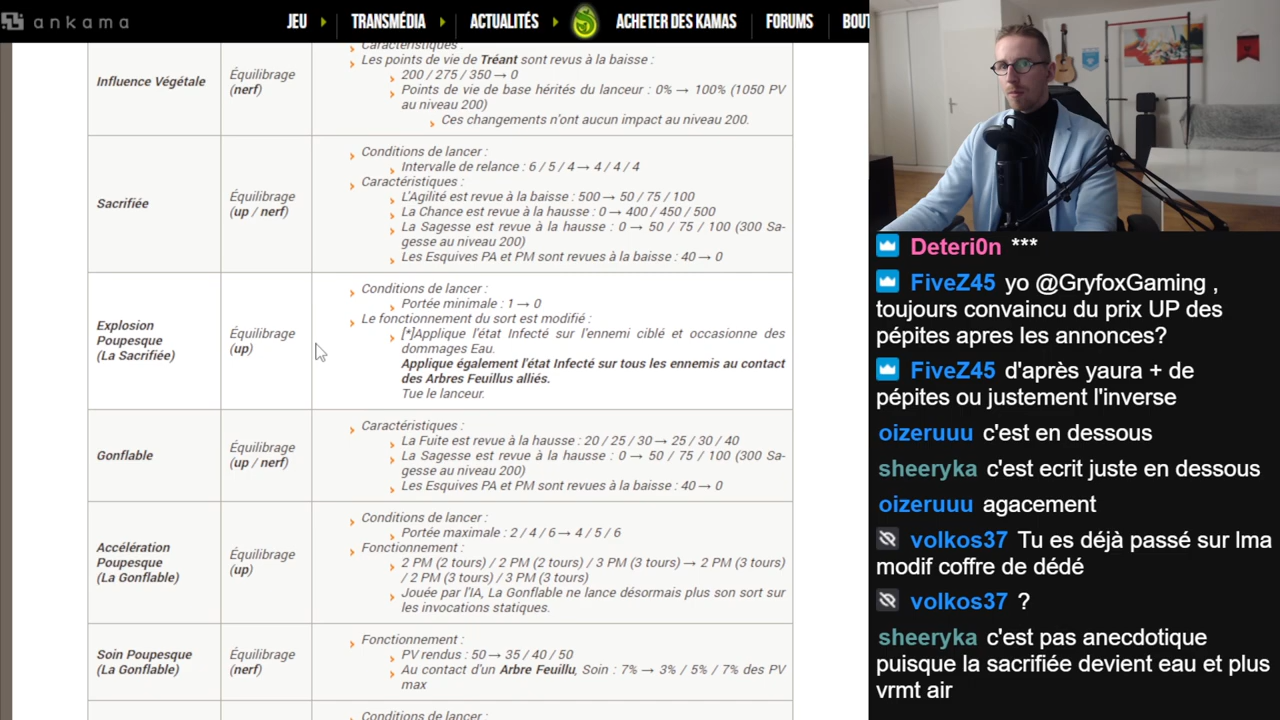 ankama
JEU
TRANSMÉDIA
ACTUALITÉS
ACHETER DES KAMAS
FORUMS
BOUT
Caractéristiques :
Influence Végétale
Équilibrage
(nerf)
Les points de vie de Tréant sont revus à la baisse :
200 / 275 / 350 → 0
Points de vie de base hérités du lanceur : 0% → 100% (1050 PV
au niveau 200)
Ces changements n'ont aucun impact au niveau 200.
Sacrifiée
Équilibrage
(up / nerf)
Conditions de lancer :
Intervalle de relance : 6 / 5 / 4 → 4 / 4 / 4
Caractéristiques :
L'Agilité est revue à la baisse : 500 → 50 / 75 / 100
La Chance est revue à la hausse : 0 → 400 / 450 / 500
La Sagesse est revue à la hausse : 0 → 50 / 75 / 100 (300 Sa-
gesse au niveau 200)
Les Esquives PA et PM sont revues à la baisse : 40 → 0
Explosion
Poupesque
(La Sacrifiée)
Équilibrage
(up)
Conditions de lancer :
Portée minimale : 1 → 0
Le fonctionnement du sort est modifié :
[*]Applique l'état Infecté sur l'ennemi ciblé et occasionne des
dommages Eau.
Applique également l'état Infecté sur tous les ennemis au contact
des Arbres Feuillus alliés.
Tue le lanceur.
Gonflable
Équilibrage
(up / nerf)
Caractéristiques :
La Fuite est revue à la hausse : 20 / 25 / 30 → 25 / 30 / 40
La Sagesse est revue à la hausse : 0 → 50 / 75 / 100 (300 Sa-
gesse au niveau 200)
Les Esquives PA et PM sont revues à la baisse : 40 → 0
Accélération
Poupesque
(La Gonflable)
Équilibrage
(up)
Conditions de lancer :
Portée maximale : 2 / 4 / 6 → 4 / 5 / 6
Fonctionnement :
2 PM (2 tours) / 2 PM (2 tours) / 3 PM (3 tours) → 2 PM (3 tours)
/ 2 PM (3 tours) / 3 PM (3 tours)
Jouée par l'IA, La Gonflable ne lance désormais plus son sort sur
les invocations statiques.
Soin Poupesque
(La Gonflable)
Équilibrage
(nerf)
Fonctionnement :
PV rendus : 50 → 35 / 40 / 50
Au contact d'un Arbre Feuillu, Soin : 7% → 3% / 5% / 7% des PV
max
Conditions de lancer :
Deteri0n ***
FiveZ45 yo @GryfoxGaming ,
toujours convaincu du prix UP des
pépites apres les annonces?
FiveZ45 d'après yaura + de
pépites ou justement l'inverse
oizeruuu c'est en dessous
sheeryka c'est ecrit juste en dessous
oizeruuu agacement
volkos37 Tu es déjà passé sur lma
modif coffre de dédé
volkos37 ?
sheeryka c'est pas anecdotique
puisque la sacrifiée devient eau et plus
vrmt air